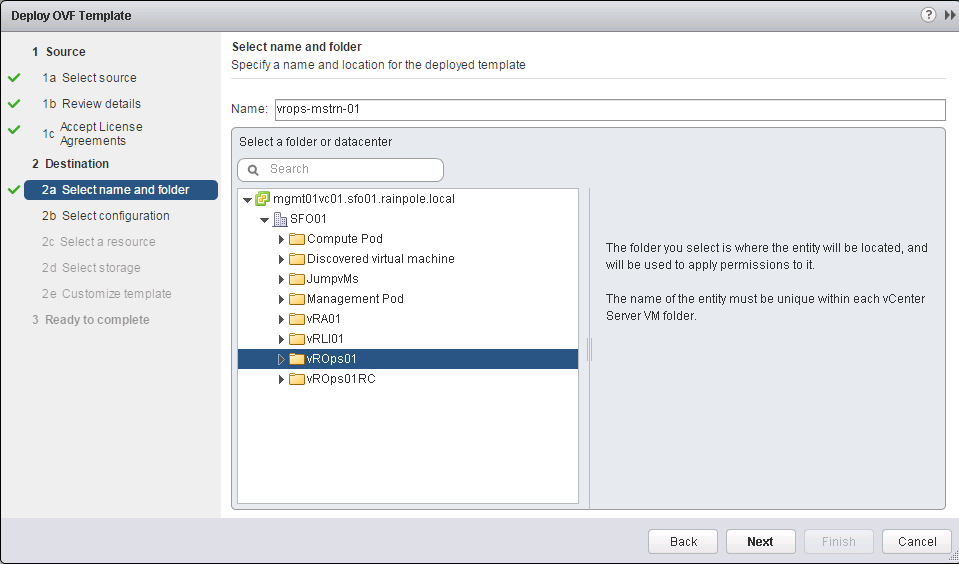 Deploy OVF Template
?
1 Source
1a Select source
1b Review details
1c Accept License
Agreements
2 Destination
2a Select name and folder
2b Select configuration
2c Select a resource
2d Select storage
2e Customize template
3 Ready to complete
Select name and folder
Specify a name and location for the deployed template
Name: vrops-mstrn-01
Select a folder or datacenter
Search
mgmt01vc01.sfo01.rainpole.local
SFO01
Compute Pod
Discovered virtual machine
JumpvMs
Management Pod
vRA01
vRLI01
vROps01
vROps01RC
The folder you select is where the entity will be located, and
will be used to apply permissions to it.
The name of the entity must be unique within each vCenter
Server VM folder.
Back
Next
Finish
Cancel